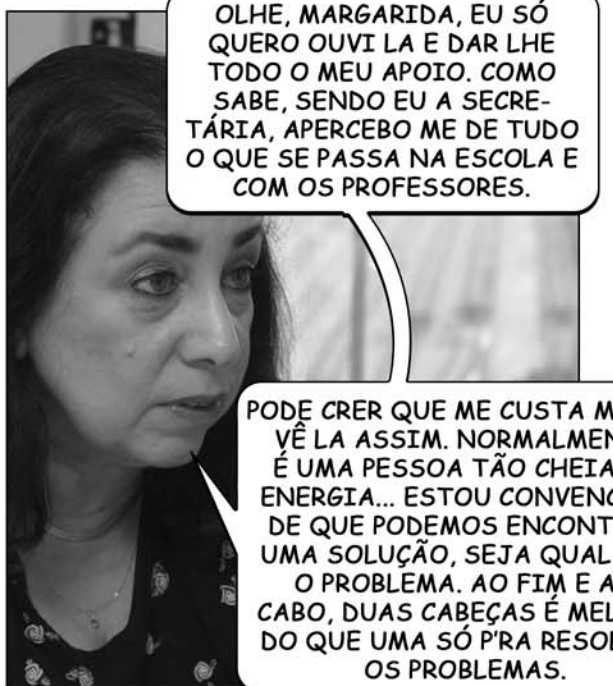 OLHE, MARGARIDA, EU SÓ
QUERO OUVI LA E DAR LHE
TODO O MEU APOIO. COMO
SABE, SENDO EU A SECRE-
TÁRIA, APERCEBO ME DE TUDO
O QUE SE PASSA NA ESCOLA E
COM OS PROFESSORES.
PODE CRER QUE ME CUSTA
VÊ LA ASSIM.
É UMA PESSOA TÃO CHEIA
ENERGIA... ESTOU
DE QUE PODEMOS
UMA SOLUÇÃO, SEJA QUAL
O PROBLEMA. AO FIM E
CABO, DUAS CABEÇAS É
DO QUE UMA SÓ P'RA
OS PROBLEMAS.